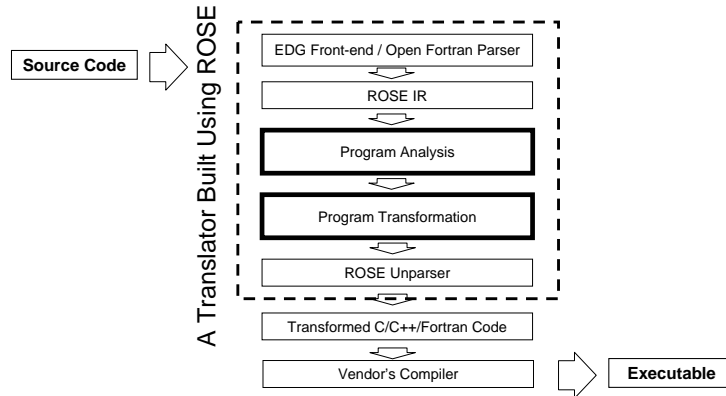 Source Code
A Translator Built Using ROSE
EDG Front-end / Open Fortran Parser
ROSE IR
Program Analysis
Program Transformation
ROSE Unparser
Transformed C/C++/Fortran Code
Vendor's Compiler
Executable